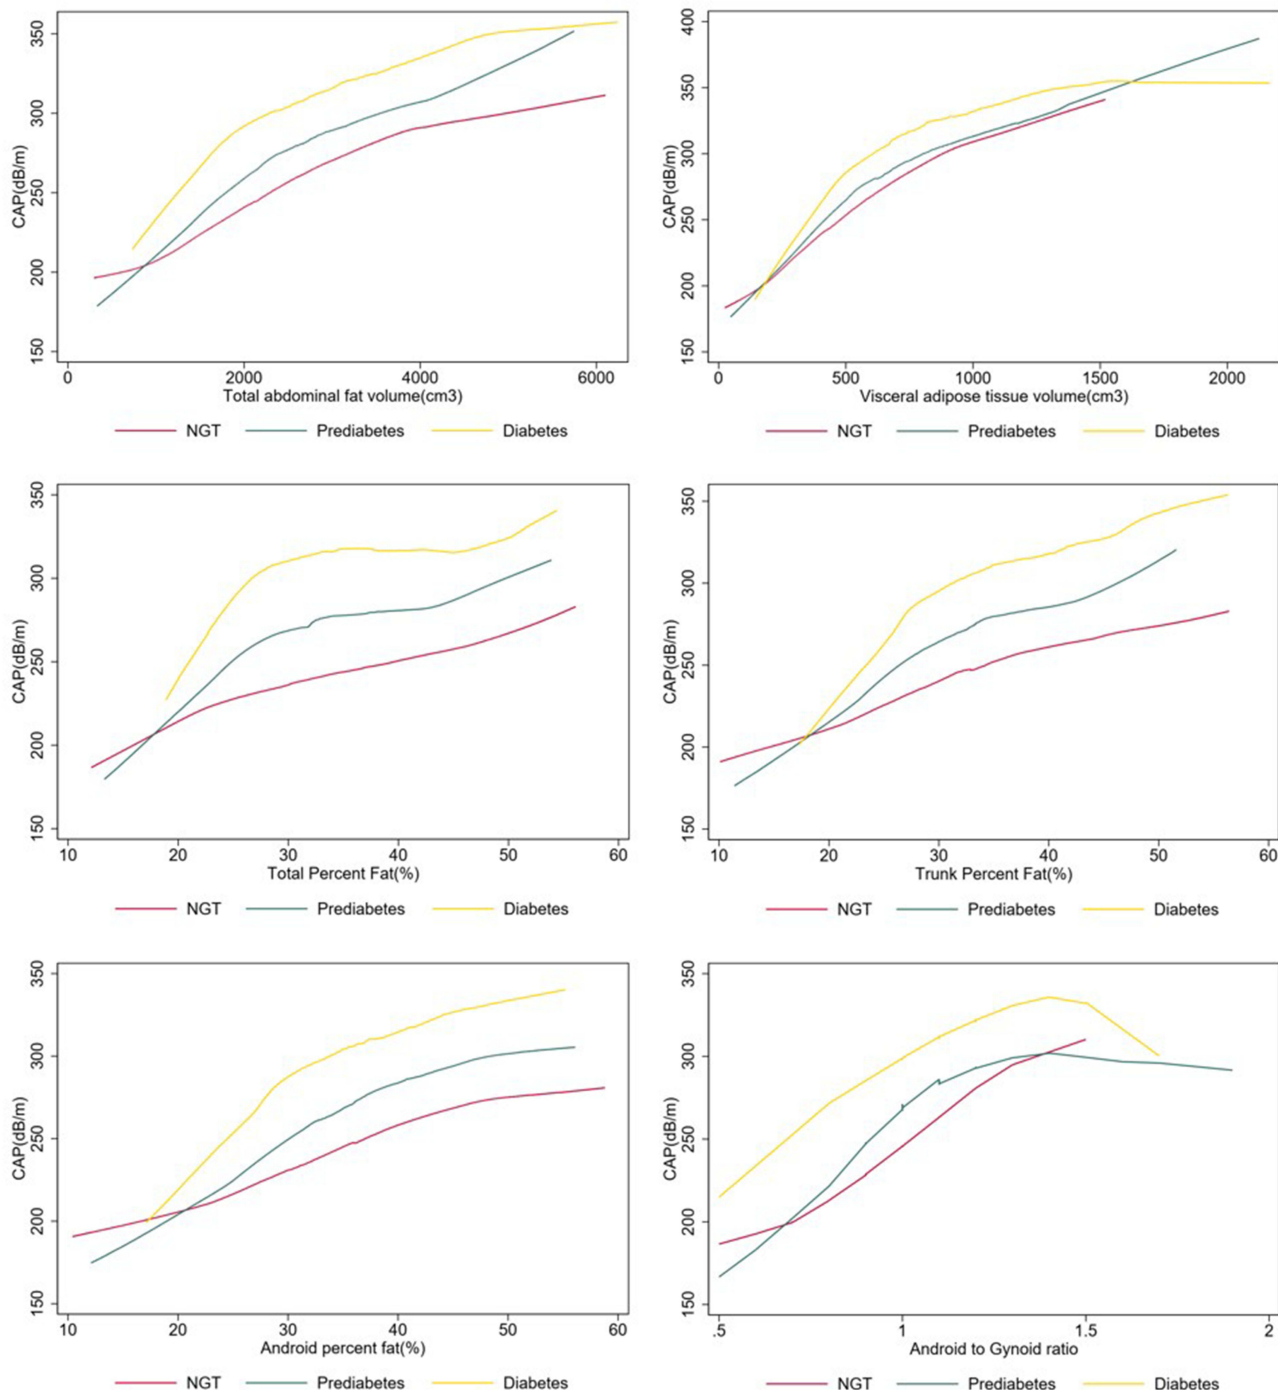 CAP(dB/m)
350
300
250
200
150
0 2000 4000 6000
Total abdominal fat volume(cm3)
NGT Prediabetes Diabetes
CAP(dB/m)
400
350
300
250
200
150
0 500 1000 1500 2000
Visceral adipose tissue volume(cm3)
NGT Prediabetes Diabetes
CAP(dB/m)
350
300
250
200
150
10 20 30 40 50 60
Total Percent Fat(%)
NGT Prediabetes Diabetes
CAP(dB/m)
350
300
250
200
150
10 20 30 40 50 60
Trunk Percent Fat(%)
NGT Prediabetes Diabetes
CAP(dB/m)
350
300
250
200
150
10 20 30 40 50 60
Android percent fat(%)
NGT Prediabetes Diabetes
CAP(dB/m)
350
300
250
200
150
.5 1 1.5 2
Android to Gynoid ratio
NGT Prediabetes Diabetes